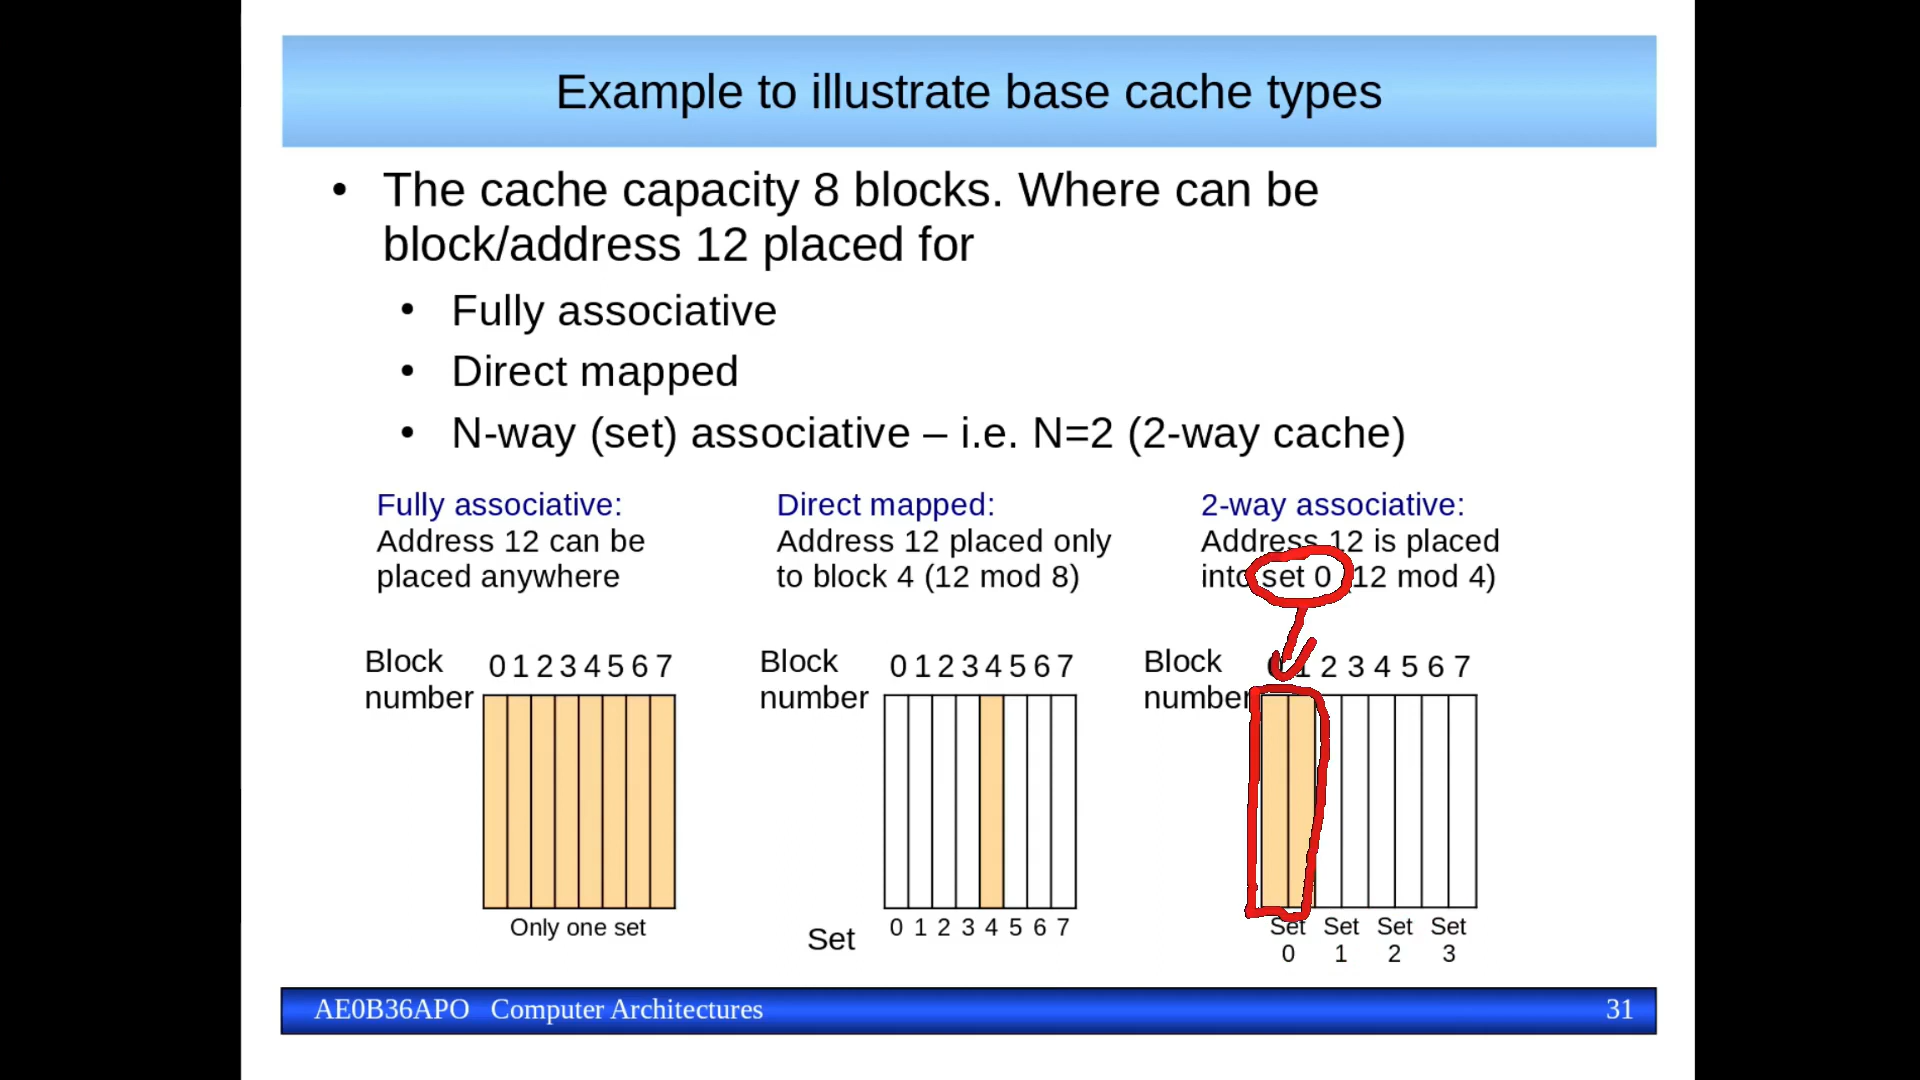 Example to illustrate base cache types
• The cache capacity 8 blocks. Where can be
block/address 12 placed for
• Fully associative
• Direct mapped
• N-way (set) associative – i.e. N=2 (2-way cache)
Fully associative:
Address 12 can be
placed anywhere
Direct mapped:
Address 12 placed only
to block 4 (12 mod 8)
2-way associative:
Address 12 is placed
into set 0 (12 mod 4)
Block
number
0 1 2 3 4 5 6 7
Only one set
Block
number
0 1 2 3 4 5 6 7
Set
0 1 2 3 4 5 6 7
Block
number
0 1 2 3 4 5 6 7
Set Set Set Set
0 1 2 3
AE0B36APO Computer Architectures
31